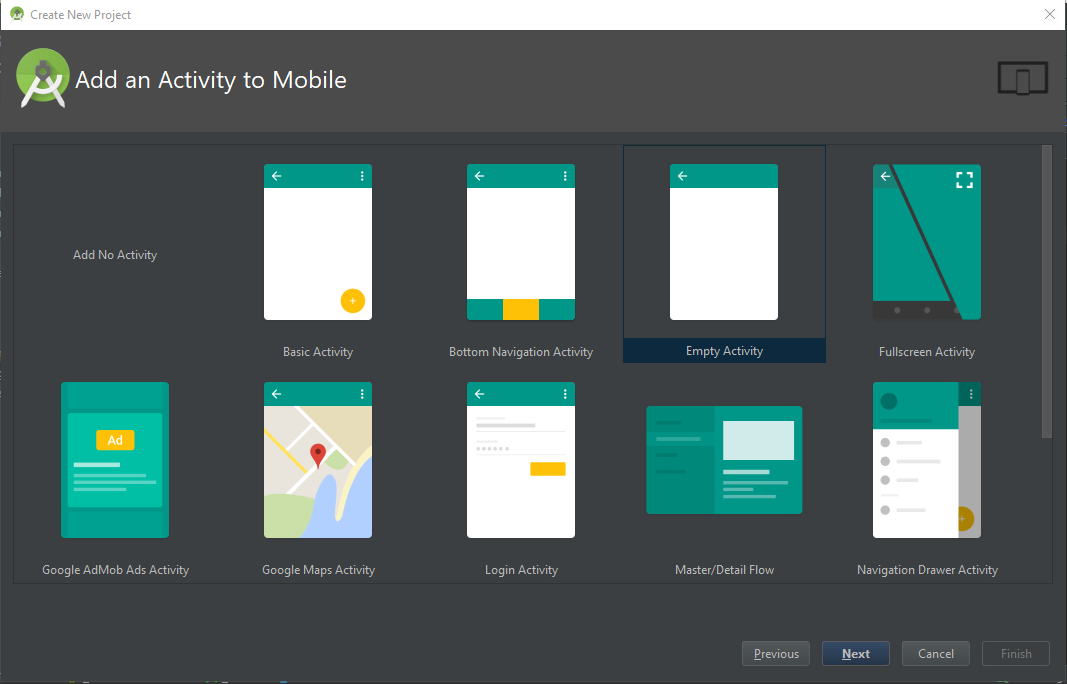 Create New Project
Add an Activity to Mobile
Add No Activity
Basic Activity
Bottom Navigation Activity
Empty Activity
Fullscreen Activity
Ad
Google AdMob Ads Activity
Google Maps Activity
Login Activity
Master/Detail Flow
Navigation Drawer Activity
Previous
Next
Cancel
Finish